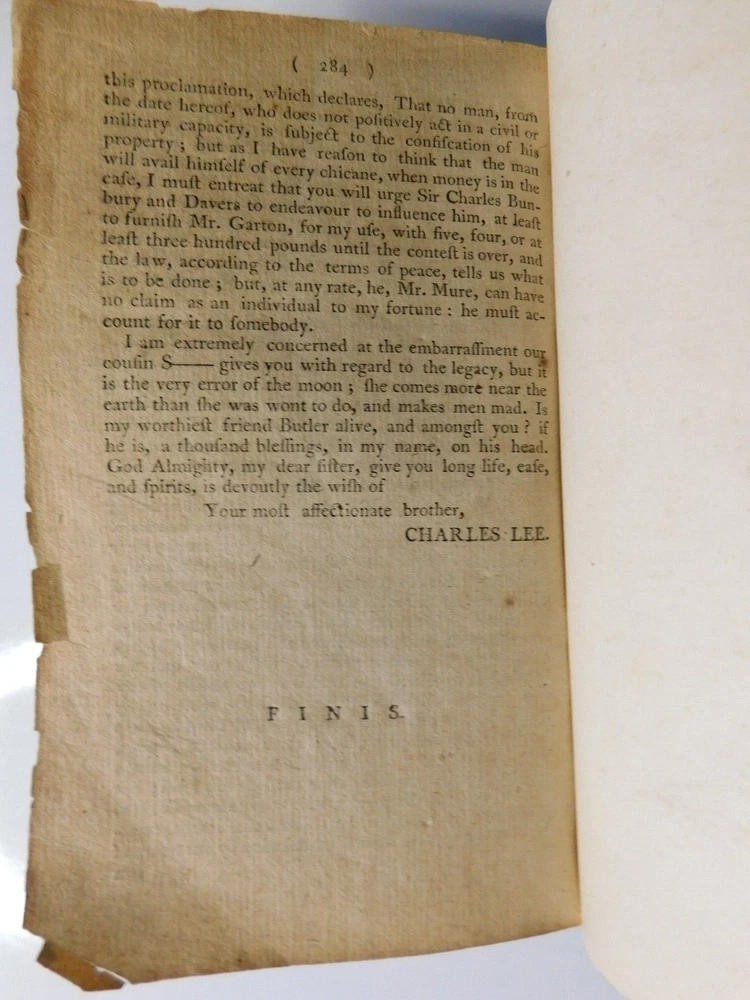 ( 284 )
this proclamation, which declares, That no man, from
the date hereof, who does not poſitively act in a civil or
military capacity, is ſubject to the confiſcation of his
property ; but as I have reaſon to think that the man
will avail himſelf of every chicane, when money is in the
caſe, I muſt entreat that you will urge Sir Charles Bun-
bury and Davers to endeavour to influence him, at leaſt
to furniſh Mr. Garton, for my uſe, with five, four, or at
leaſt three hundred pounds until the conteſt is over, and
the law, according to the terms of peace, tells us what
is to be done ; but, at any rate, he, Mr. Mure, can have
no claim as an individual to my fortune : he muſt ac-
count for it to ſomebody.
I am extremely concerned at the embarraſſment our
couſin S—— gives you with regard to the legacy, but it
is the very error of the moon ; ſhe comes more near the
earth than ſhe was wont to do, and makes men mad. Is
my worthieſt friend Butler alive, and amongſt you ? if
he is, a thouſand bleſſings, in my name, on his head.
God Almighty, my dear ſiſter, give you long life, eaſe,
and ſpirits, is devoutly the wiſh of
Your moſt affectionate brother,
CHARLES LEE.
F I N I S.